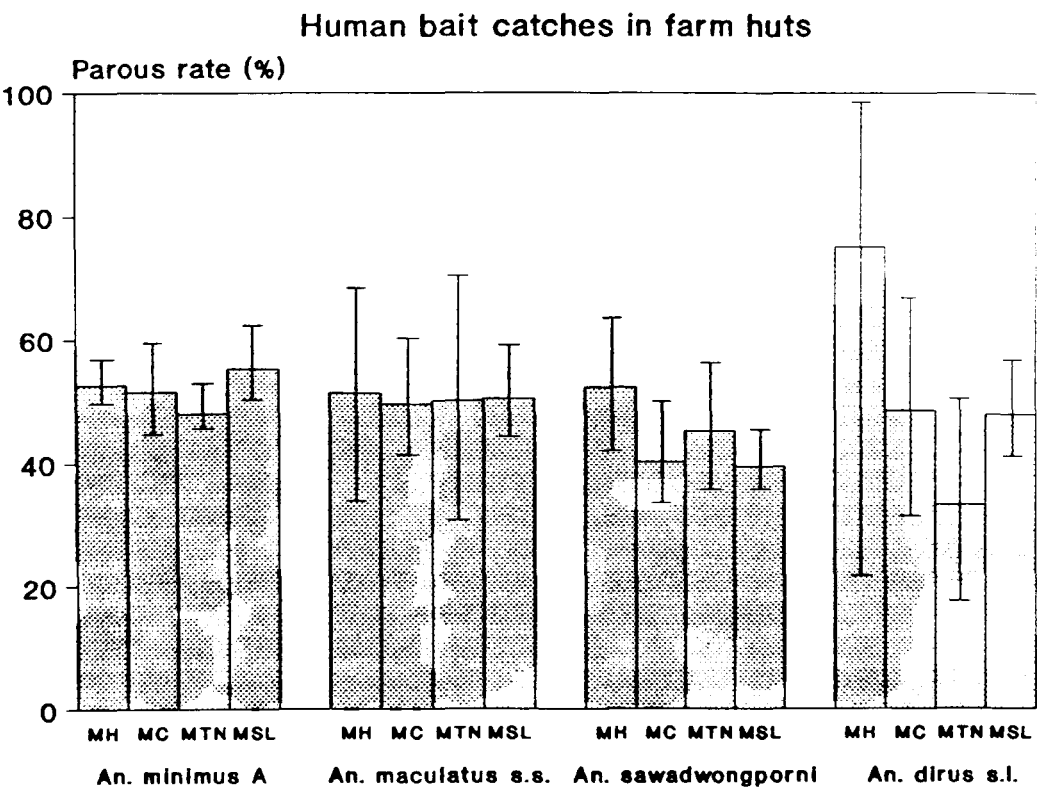 Human bait catches in farm huts
Parous rate (%)
100
80
60
40
20
0
MH MC MTN MSL MH MC MTN MSL MH MC MTN MSL MH MC MTN MSL
An. minimus A An. maculatus s.s. An. sawadwongporni An. dirus s.l.